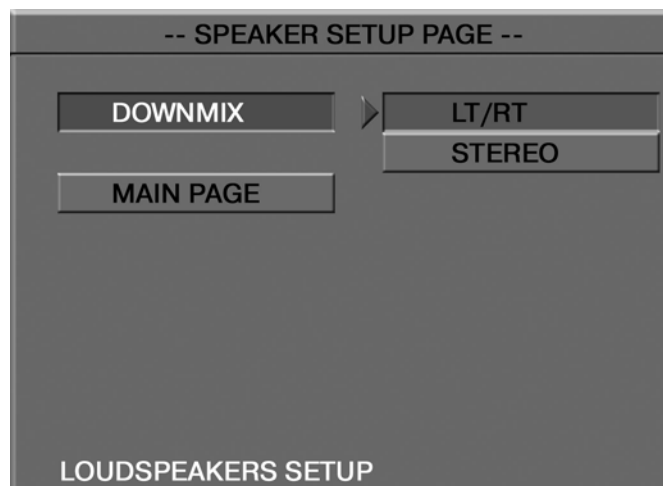 -- SPEAKER SETUP PAGE --
DOWNMIX
LT/RT
STEREO
MAIN PAGE
LOUDSPEAKERS SETUP